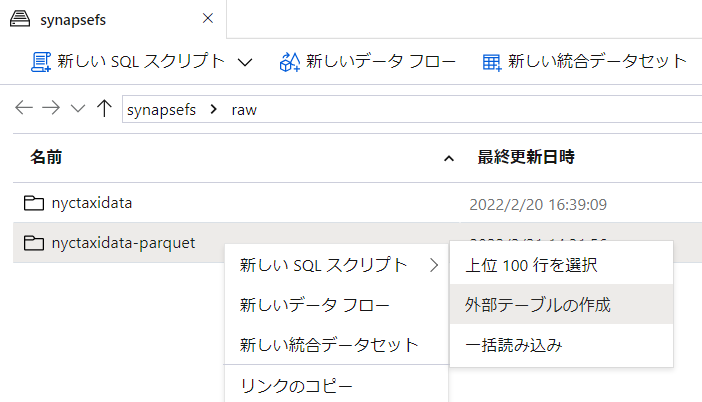 synapsefs
新しい SQL スクリプト 新しいデータ フロー 新しい統合データセット
synapsefs raw
名前 最終更新日時
nyctaxidata 2022/2/20 16:39:09
nyctaxidata-parquet
新しい SQL スクリプト 上位 100 行を選択
新しいデータ フロー 外部テーブルの作成
新しい統合データセット 一括読み込み
リンクのコピー